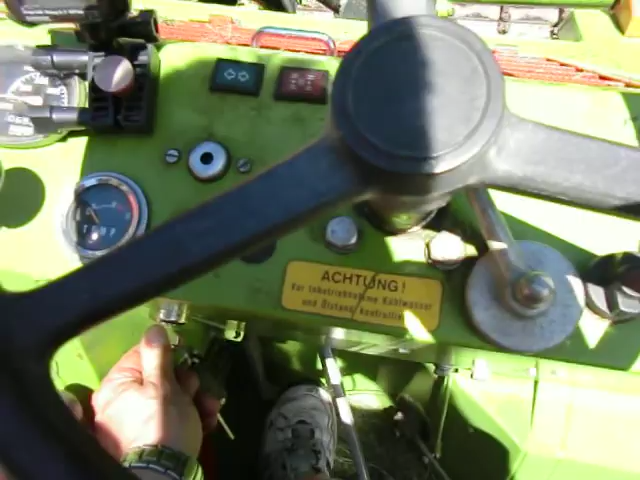 ACHTUNG!
Vor Inbetriebnahme Kühlwasser
und Ölstand kontrollieren